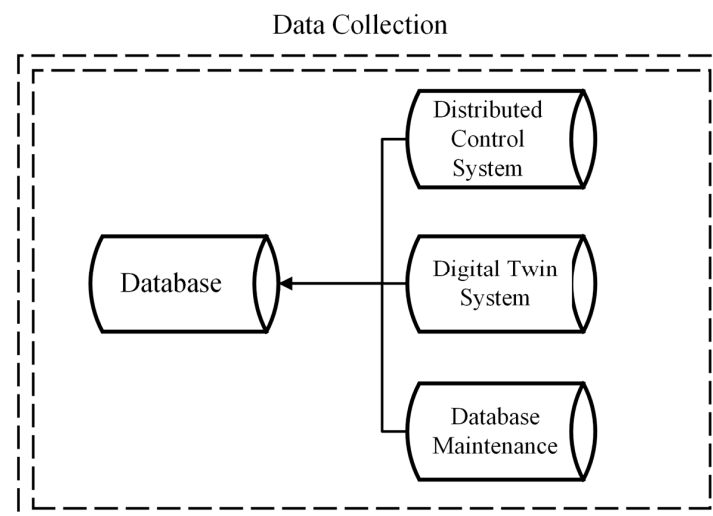 Data Collection
Distributed
Control
System
Database
Digital Twin
System
Database
Maintenance